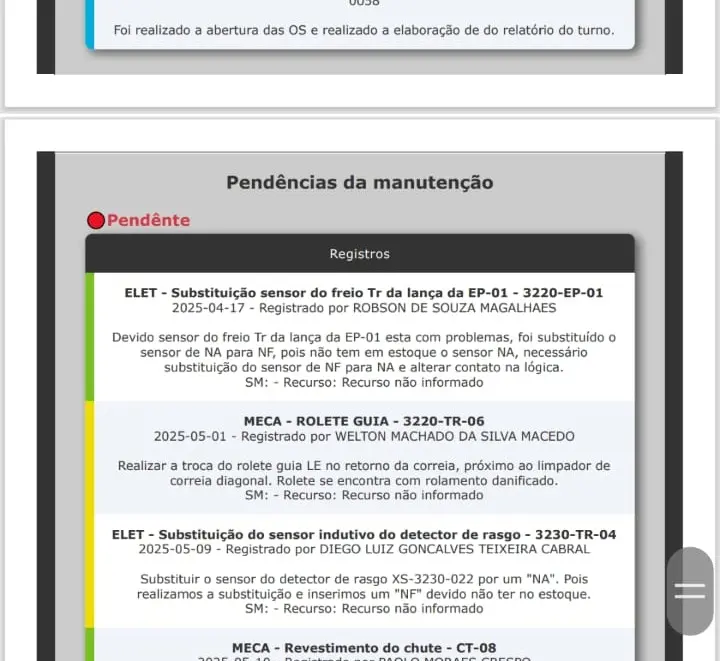 0038
Foi realizado a abertura das OS e realizado a elaboração de do relatório do turno.
Pendências da manutenção
Pendênte
Registros
ELET - Substituição sensor do freio Tr da lança da EP-01 - 3220-EP-01
2025-04-17 - Registrado por ROBSON DE SOUZA MAGALHAES
Devido sensor do freio Tr da lança da EP-01 esta com problemas, foi substituído o
sensor de NA para NF, pois não tem em estoque o sensor NA, necessário
substituição do sensor de NF para NA e alterar contato na lógica.
SM: - Recurso: Recurso não informado
MECA - ROLETE GUIA - 3220-TR-06
2025-05-01 - Registrado por WELTON MACHADO DA SILVA MACEDO
Realizar a troca do rolete guia LE no retorno da correia, próximo ao limpador de
correia diagonal. Rolete se encontra com rolamento danificado.
SM: - Recurso: Recurso não informado
ELET - Substituição do sensor indutivo do detector de rasgo - 3230-TR-04
2025-05-09 - Registrado por DIEGO LUIZ GONCALVES TEIXEIRA CABRAL
Substituir o sensor do detector de rasgo XS-3230-022 por um "NA". Pois
realizamos a substituição e inserimos um "NF" devido não ter no estoque.
SM: - Recurso: Recurso não informado
MECA - Revestimento do chute - CT-08
Registrado por PAOLO MORAES CRESPO